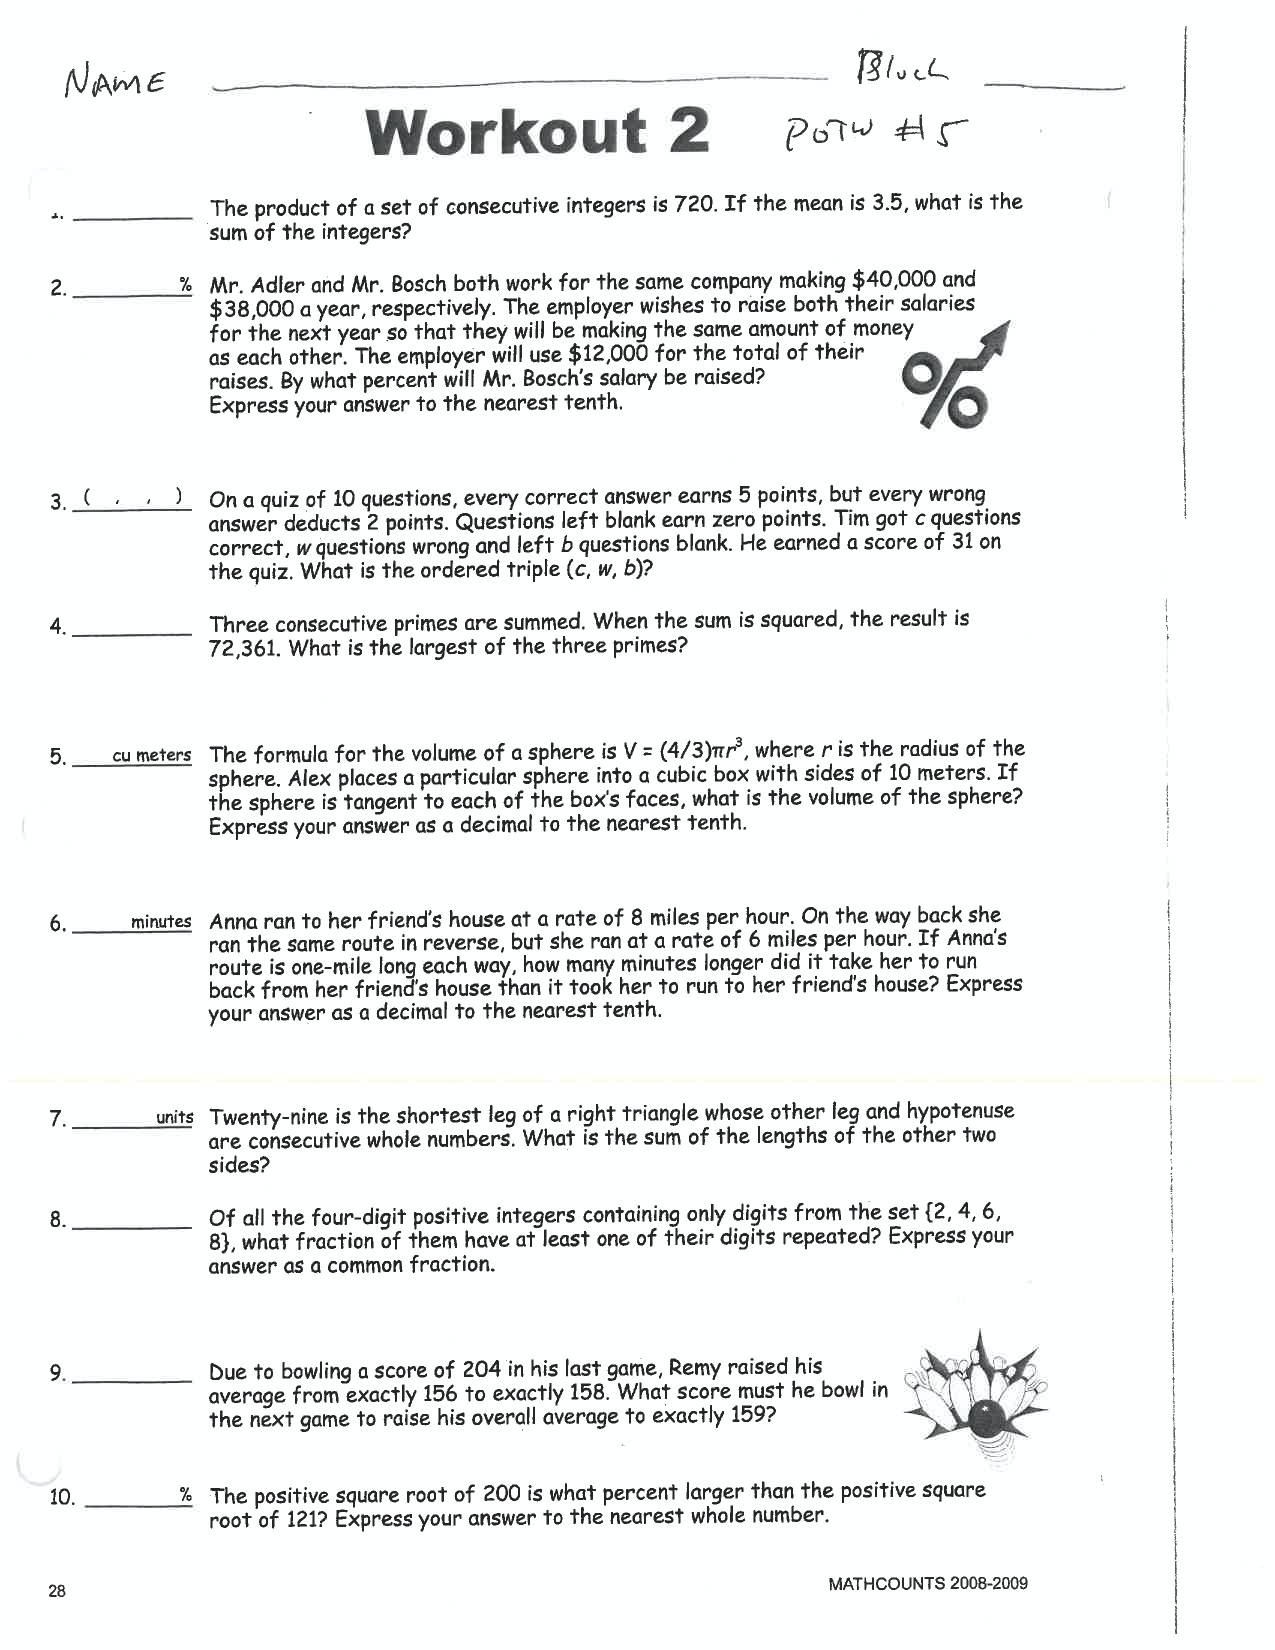 NAME ____________ Block ____
Workout 2 POTW #5
1. ________ The product of a set of consecutive integers is 720. If the mean is 3.5, what is the
sum of the integers?
2. ________ % Mr. Adler and Mr. Bosch both work for the same company making $40,000 and
$38,000 a year, respectively. The employer wishes to raise both their salaries
for the next year so that they will be making the same amount of money
as each other. The employer will use $12,000 for the total of their
raises. By what percent will Mr. Bosch's salary be raised?
Express your answer to the nearest tenth.
3. ( , , ) On a quiz of 10 questions, every correct answer earns 5 points, but every wrong
answer deducts 2 points. Questions left blank earn zero points. Tim got c questions
correct, w questions wrong and left b questions blank. He earned a score of 31 on
the quiz. What is the ordered triple (c, w, b)?
4. ________ Three consecutive primes are summed. When the sum is squared, the result is
72,361. What is the largest of the three primes?
5. ____ cu meters The formula for the volume of a sphere is V = (4/3)πr³, where r is the radius of the
sphere. Alex places a particular sphere into a cubic box with sides of 10 meters. If
the sphere is tangent to each of the box's faces, what is the volume of the sphere?
Express your answer as a decimal to the nearest tenth.
6. ____ minutes Anna ran to her friend's house at a rate of 8 miles per hour. On the way back she
ran the same route in reverse, but she ran at a rate of 6 miles per hour. If Anna's
route is one-mile long each way, how many minutes longer did it take her to run
back from her friend's house than it took her to run to her friend's house? Express
your answer as a decimal to the nearest tenth.
7. ______ units Twenty-nine is the shortest leg of a right triangle whose other leg and hypotenuse
are consecutive whole numbers. What is the sum of the lengths of the other two
sides?
8. ________ Of all the four-digit positive integers containing only digits from the set {2, 4, 6,
8}, what fraction of them have at least one of their digits repeated? Express your
answer as a common fraction.
9. ________ Due to bowling a score of 204 in his last game, Remy raised his
average from exactly 156 to exactly 158. What score must he bowl in
the next game to raise his overall average to exactly 159?
10. _______ % The positive square root of 200 is what percent larger than the positive square
root of 121? Express your answer to the nearest whole number.
28 MATHCOUNTS 2008-2009